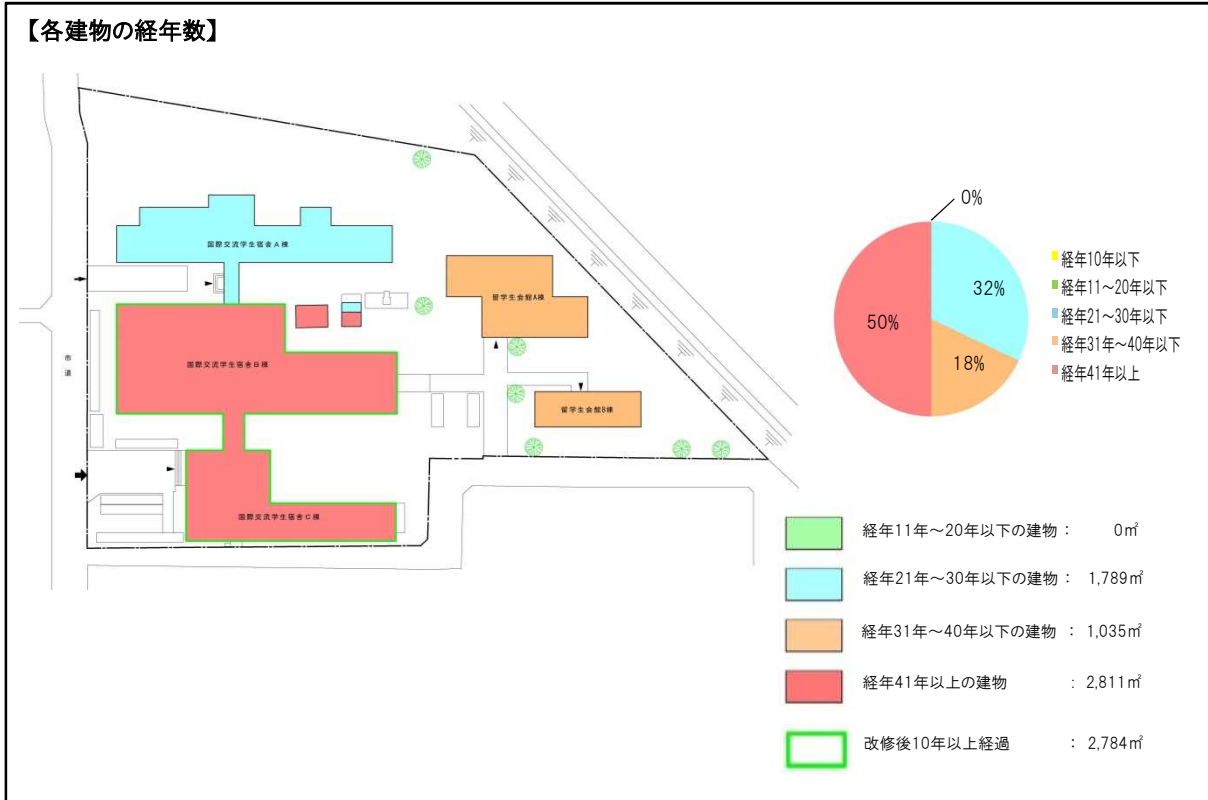 【各建物の経年数】
国際交流学生宿舎A棟
留学生会館A棟
国際交流学生宿舎B棟
市道
留学生会館B棟
国際交流学生宿舎C棟
0%
32%
50%
18%
経年10年以下
経年11～20年以下
経年21～30年以下
経年31年～40年以下
経年41年以上
経年11年～20年以下の建物： 0㎡
経年21年～30年以下の建物： 1,789㎡
経年31年～40年以下の建物 ： 1,035㎡
経年41年以上の建物 : 2,811㎡
改修後10年以上経過 ： 2,784㎡